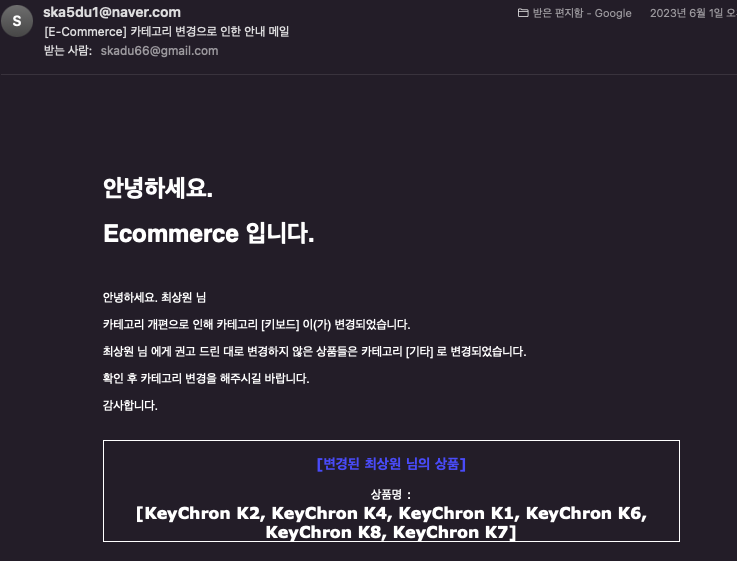 S
ska5du1@naver.com
받은 편지함 - Google
2023년 6월 1일
[E-Commerce] 카테고리 변경으로 인한 안내 메일
받는 사람: skadu66@gmail.com
안녕하세요.
Ecommerce 입니다.
안녕하세요. 최상원 님
카테고리 개편으로 인해 카테고리 [키보드] 이(가) 변경되었습니다.
최상원 님 에게 권고 드린 대로 변경하지 않은 상품들은 카테고리 [기타] 로 변경되었습니다.
확인 후 카테고리 변경을 해주시길 바랍니다.
감사합니다.
[변경된 최상원 님의 상품]
상품명 :
[KeyChron K2, KeyChron K4, KeyChron K1, KeyChron K6,
KeyChron K8, KeyChron K7]